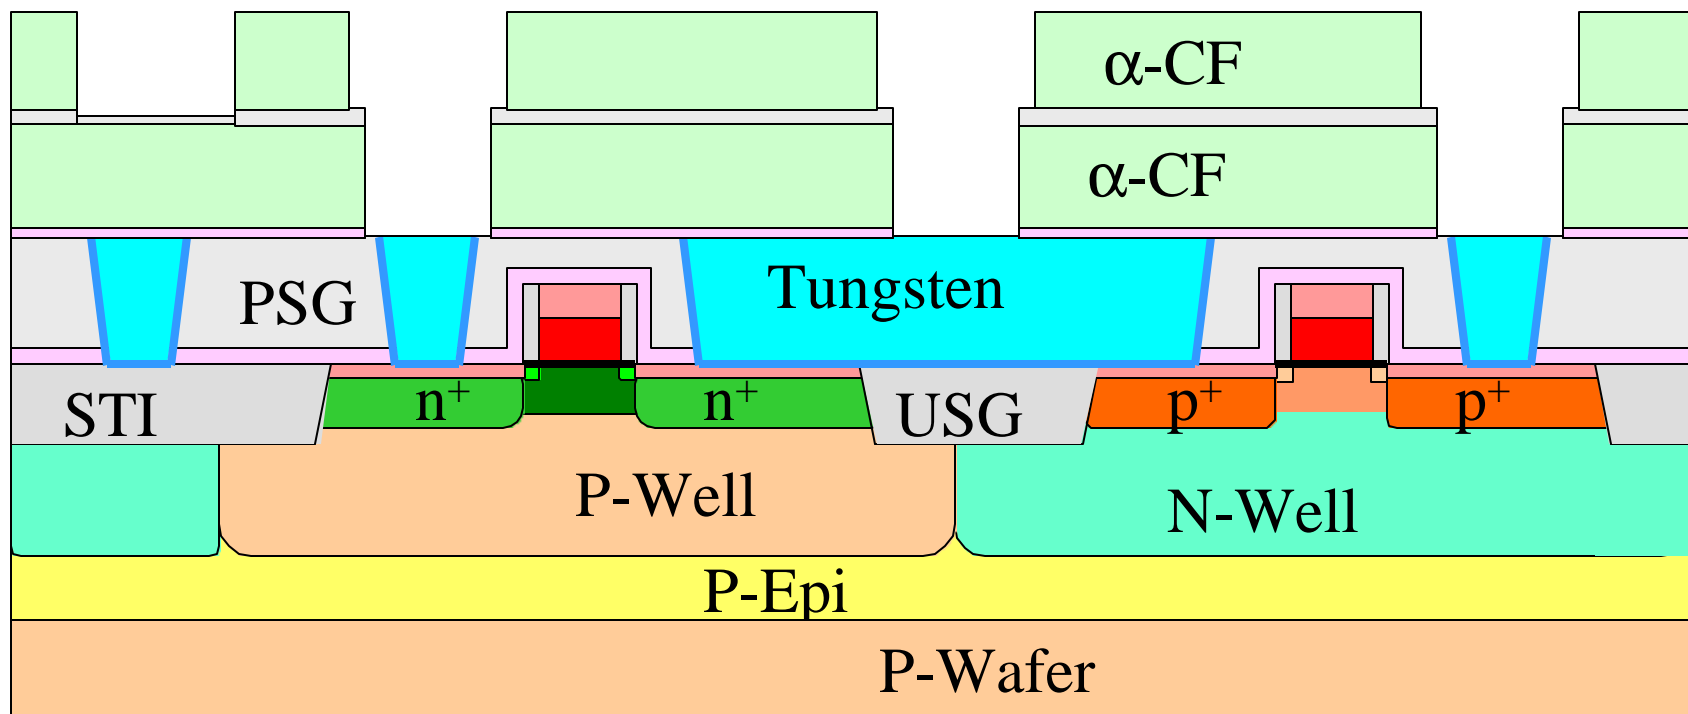 α-CF
α-CF
Tungsten
PSG
STI
n+
n+
USG
p+
p+
P-Well
N-Well
P-Epi
P-Wafer